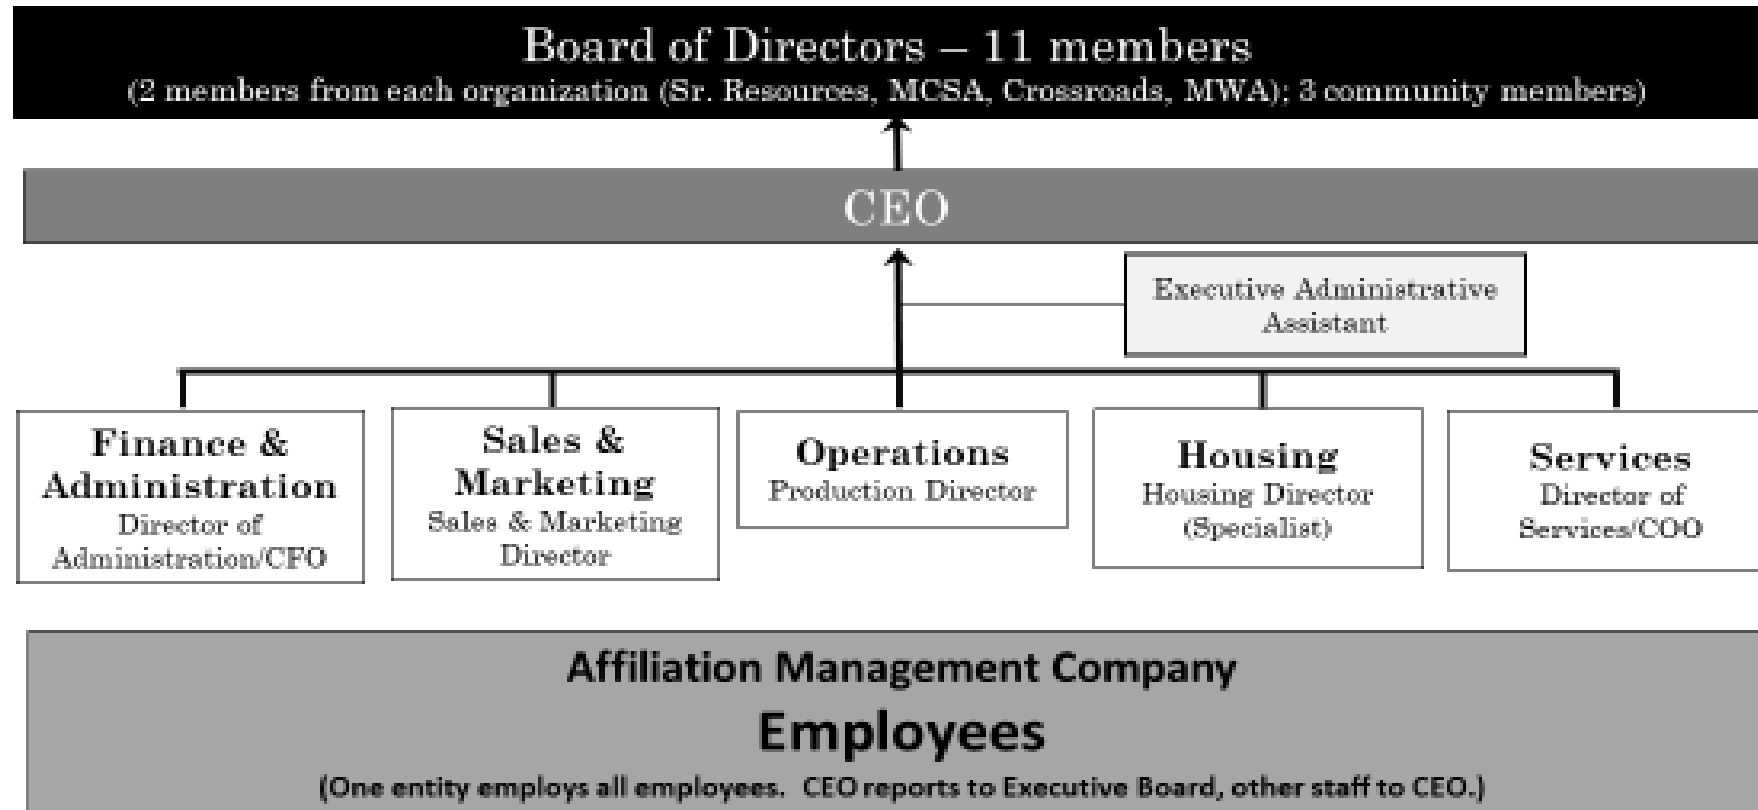 Board of Directors – 11 members
(2 members from each organization (Sr. Resources, MCSA, Crossroads, MWA); 3 community members)
CEO
Executive Administrative
Assistant
Finance &
Administration
Director of
Administration/CFO
Sales &
Marketing
Sales & Marketing
Director
Operations
Production Director
Housing
Housing Director
(Specialist)
Services
Director of
Services/COO
Affiliation Management Company
Employees
(One entity employs all employees.  CEO reports to Executive Board, other staff to CEO.)